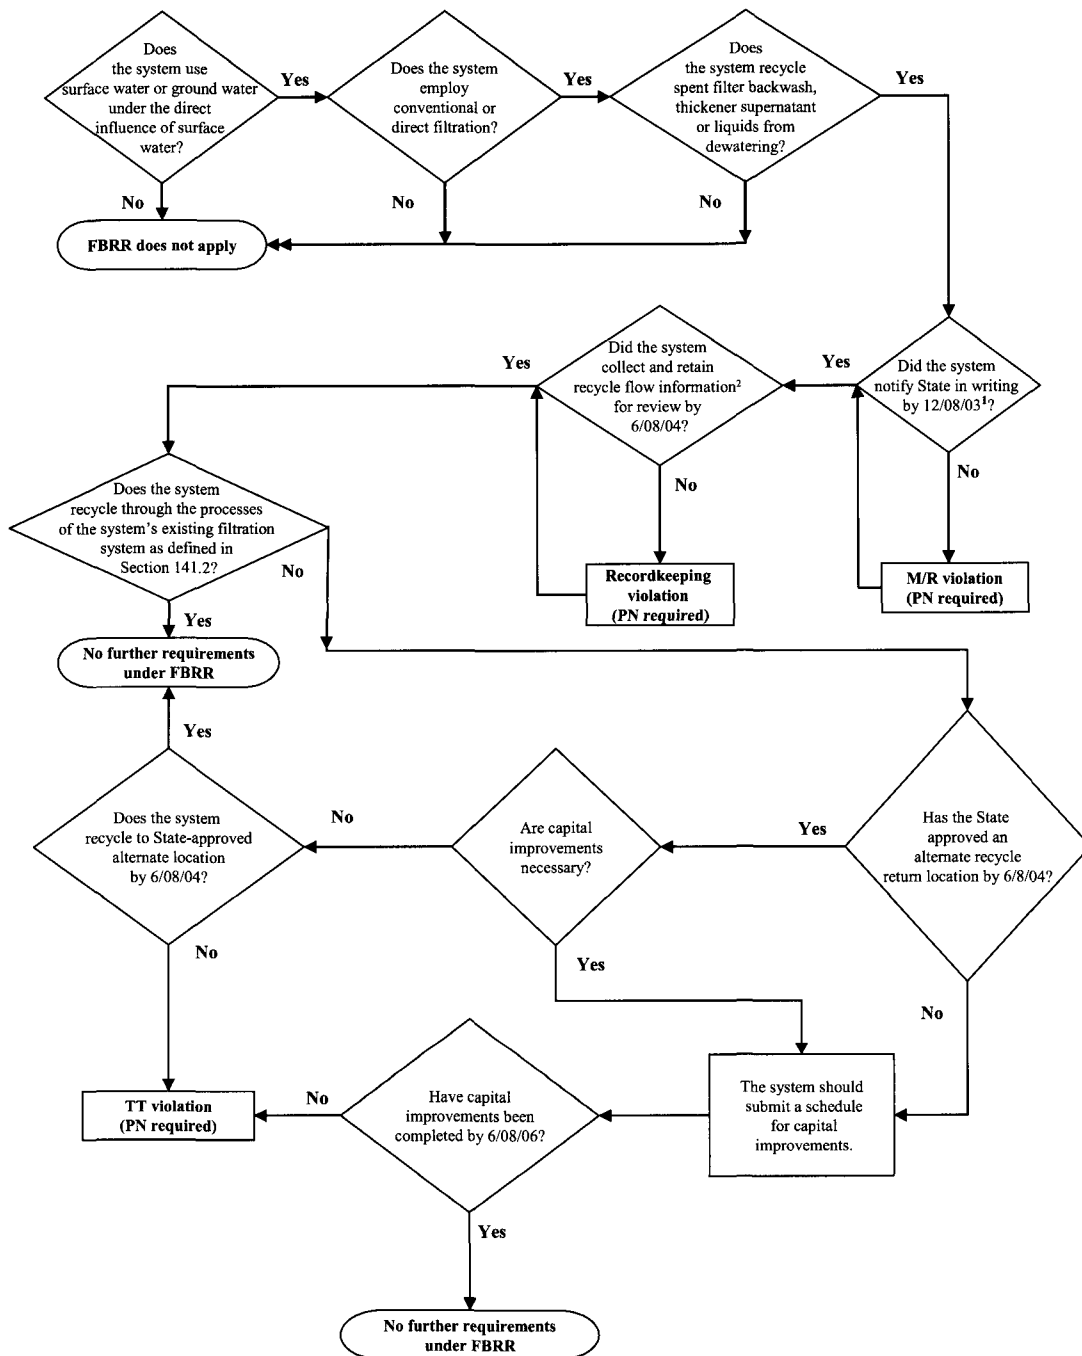 Does
the system use
surface water or ground water
under the direct
influence of surface
water?
Yes
Does the system
employ
conventional or
direct filtration?
Yes
Does
the system recycle
spent filter backwash,
thickener supernatant
or liquids from
dewatering?
Yes
No
No
No
FBRR does not apply
Did the system
notify State in writing
by 12/08/03¹?
Yes
Did the system
collect and retain
recycle flow information²
for review by
6/08/04?
Yes
No
No
M/R violation
(PN required)
Recordkeeping
violation
(PN required)
Does the system
recycle through the processes
of the system's existing filtration
system as defined in
Section 141.2?
No
Yes
No further requirements
under FBRR
Yes
Does the system
recycle to State-approved
alternate location
by 6/08/04?
No
Are capital
improvements
necessary?
Yes
Has the State
approved an
alternate recycle
return location by 6/8/04?
No
Yes
No
TT violation
(PN required)
No
Have capital
improvements been
completed by 6/08/06?
The system should
submit a schedule
for capital
improvements.
Yes
No further requirements
under FBRR